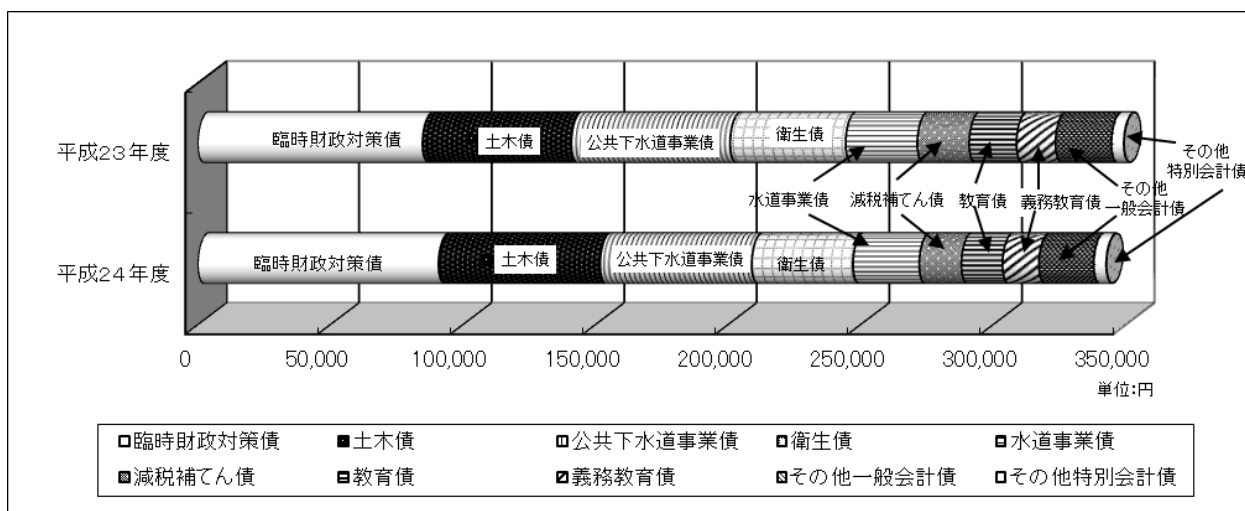 平成23年度
臨時財政対策債
土木債
公共下水道事業債
衛生債
水道事業債
減税補てん債
教育債
義務教育債
その他
一般会計債
その他
特別会計債
平成24年度
臨時財政対策債
土木債
公共下水道事業債
衛生債
0 50,000 100,000 150,000 200,000 250,000 300,000 350,000
単位:円
臨時財政対策債 土木債 公共下水道事業債 衛生債 水道事業債
減税補てん債 教育債 義務教育債 その他一般会計債 その他特別会計債